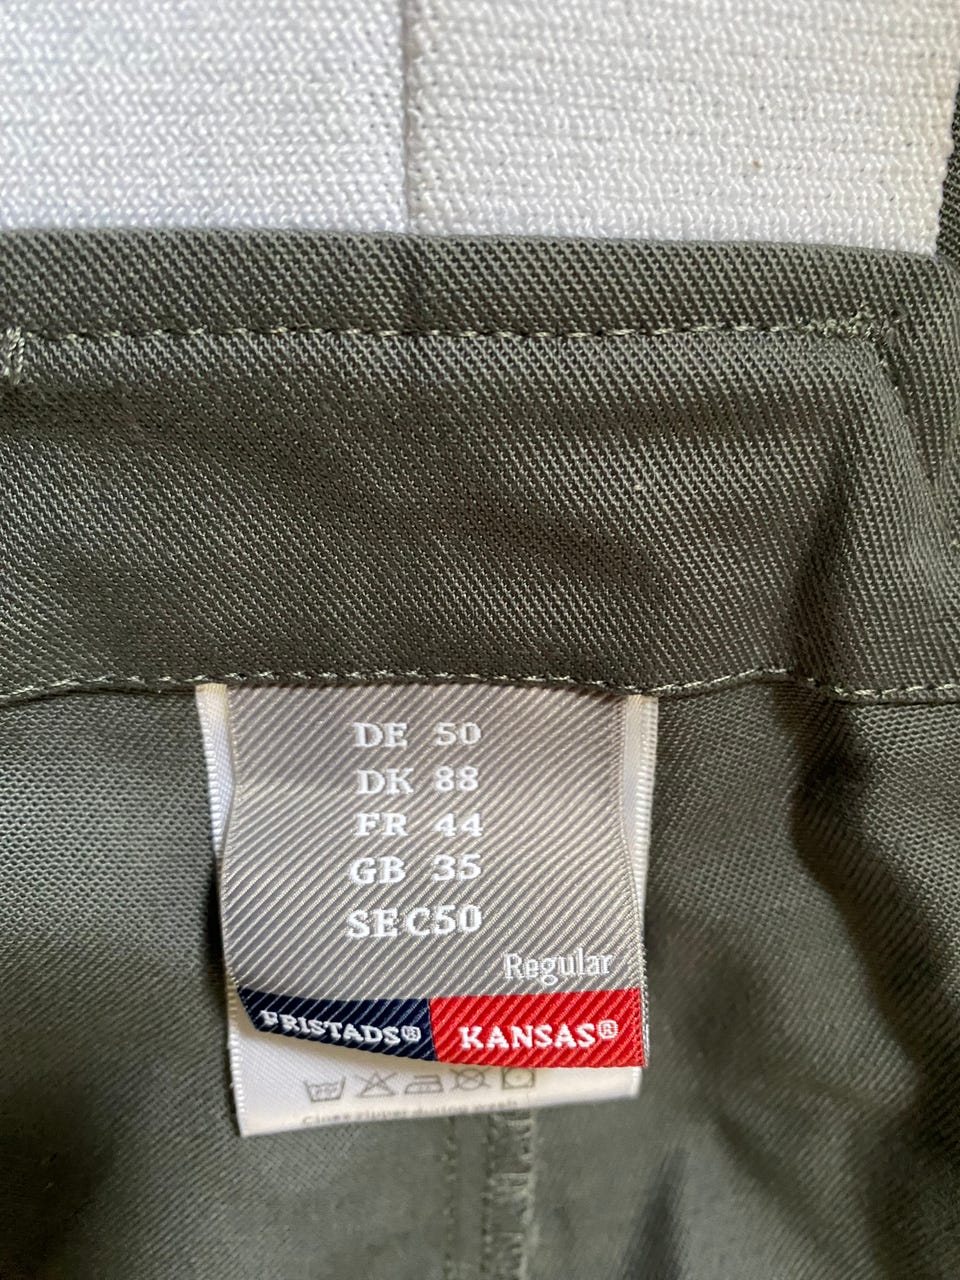 DE 50
DK 88
FR 44
GB 35
SE C50
Regular
FRISTADS® KANSAS®